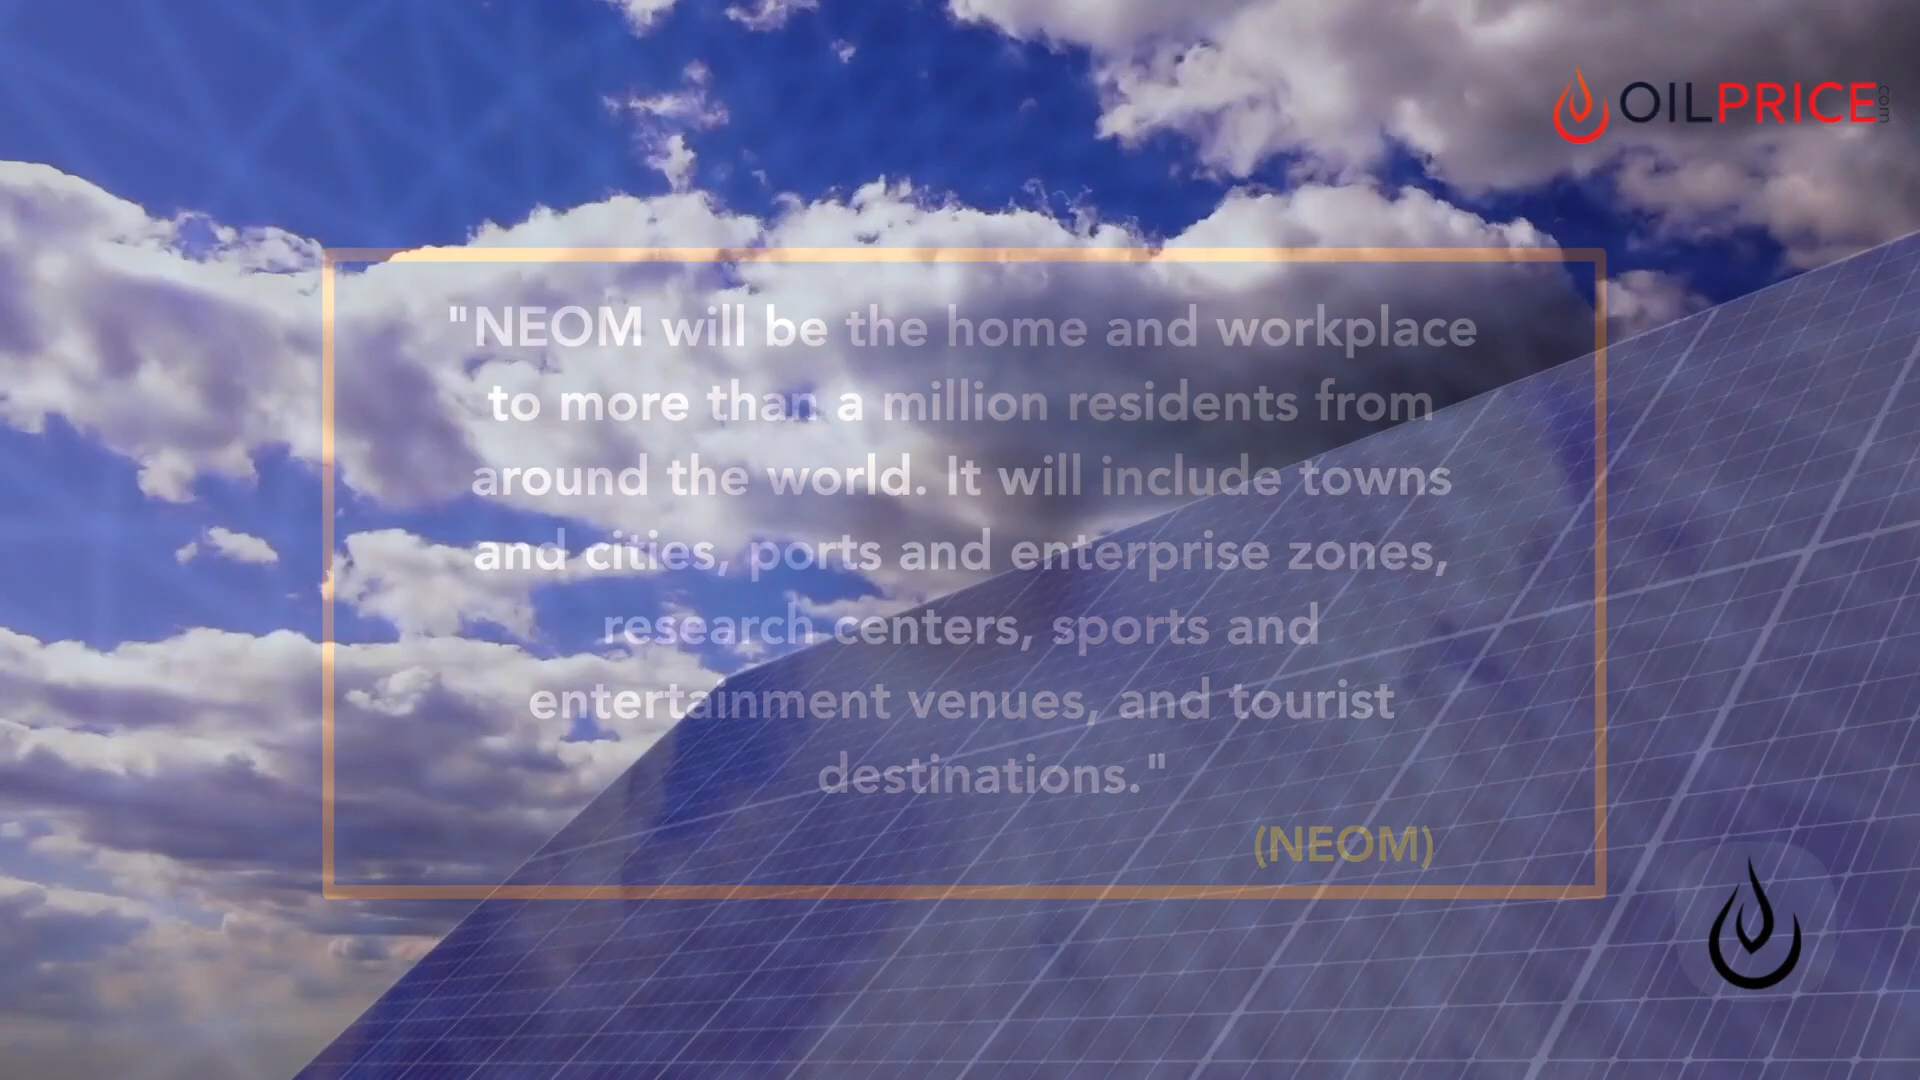 OILPRICE.com
"NEOM will be the home and workplace
to more than a million residents from
around the world. It will include towns
and cities, ports and enterprise zones,
research centers, sports and
entertainment venues, and tourist
destinations."
(NEOM)